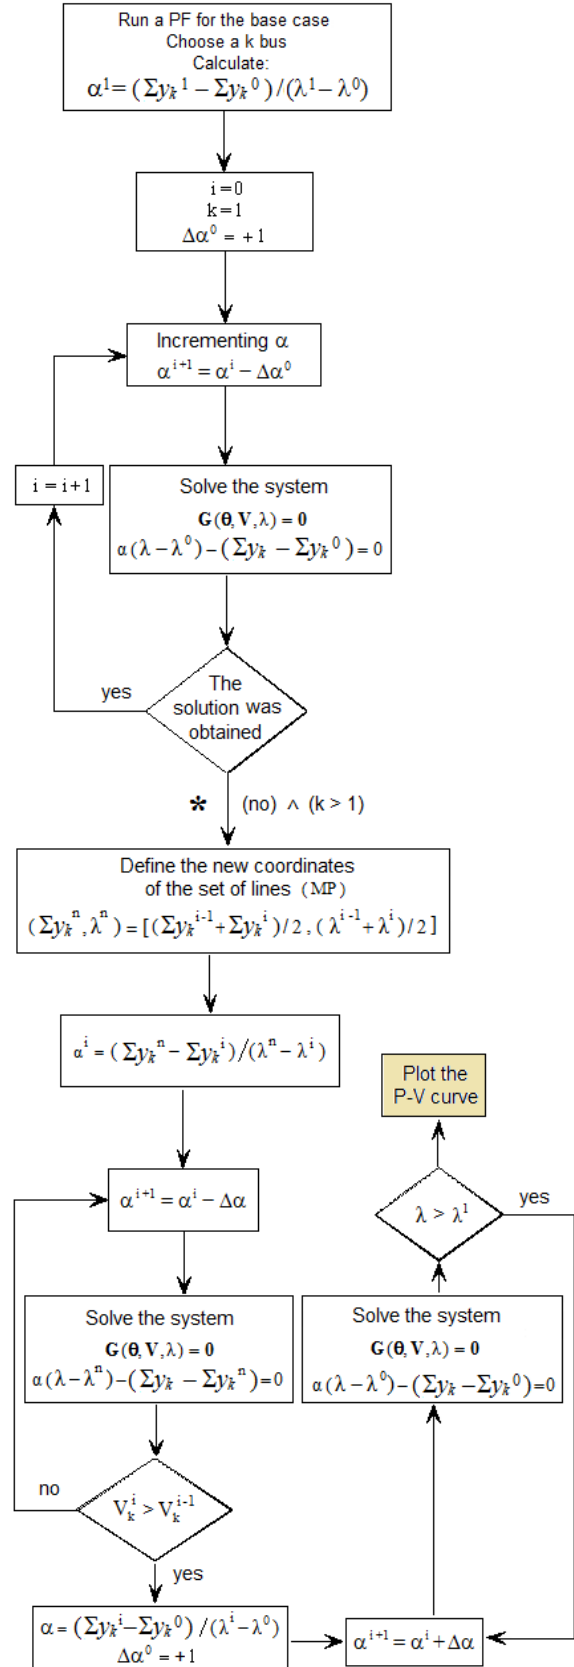 Run a PF for the base case
Choose a k bus
Calculate:
α¹=(Σyₖ¹ − Σyₖ⁰)/(λ¹− λ⁰)
i=0
k=1
Δα⁰ = +1
Incrementing α
αⁱ⁺¹ = αⁱ − Δα⁰
i = i+1
Solve the system
G(θ, V, λ) = 0
α(λ − λ⁰) − (Σyₖ − Σyₖ⁰) = 0
yes
The
solution was
obtained
* (no) ∧ (k > 1)
Define the new coordinates
of the set of lines (MP)
(Σyₖⁿ, λⁿ) = [(Σyₖⁱ⁻¹+Σyₖⁱ)/2 , (λⁱ⁻¹+λⁱ)/2]
αⁱ = (Σyₖⁿ − Σyₖⁱ)/(λⁿ − λⁱ)
αⁱ⁺¹ = αⁱ − Δα
Solve the system
G(θ, V, λ) = 0
α(λ − λⁿ)−(Σyₖ − Σyₖⁿ)=0
no
Vₖⁱ > Vₖⁱ⁻¹
yes
α = (Σyₖⁱ−Σyₖ⁰) /(λⁱ−λ⁰)
Δα⁰ = +1
αⁱ⁺¹ = αⁱ + Δα
Solve the system
G(θ, V, λ) = 0
α(λ − λ⁰)−(Σyₖ −Σyₖ⁰)=0
λ > λ¹
yes
Plot the
P-V curve